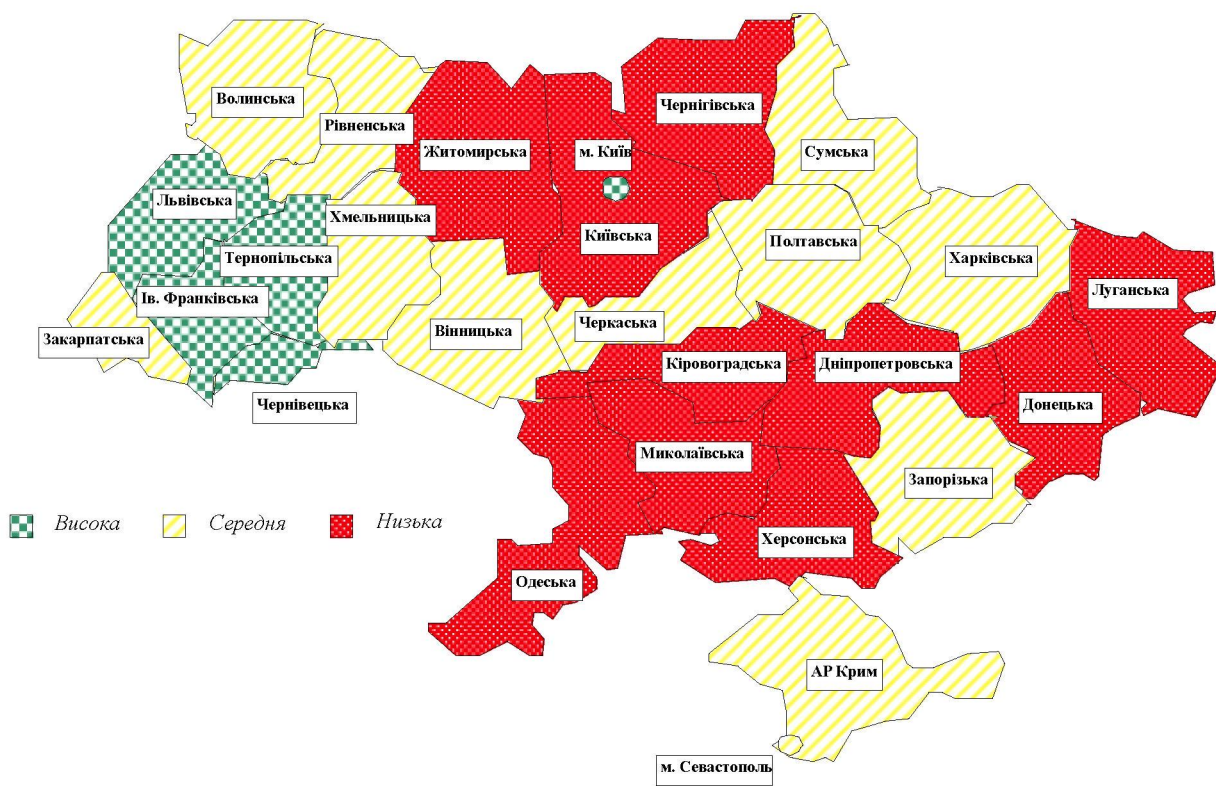 Волинська
Рівненська
Чернігівська
Житомирська
м. Київ
Сумська
Львівська
Хмельницька
Київська
Полтавська
Тернопільська
Харківська
Луганська
Ів. Франківська
Закарпатська
Вінницька
Черкаська
Кіровоградська
Дніпропетровська
Донецька
Чернівецька
Миколаївська
Запорізька
Висока
Середня
Низька
Херсонська
Одеська
АР Крим
м. Севастополь